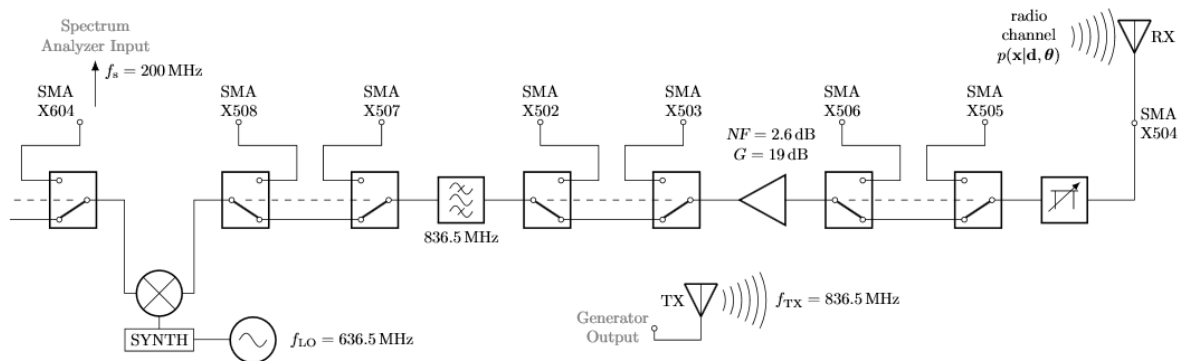 Spectrum
Analyzer Input
f_s = 200 MHz
SMA
X604
SMA
X508
SMA
X507
SMA
X502
SMA
X503
NF = 2.6 dB
G = 19 dB
SMA
X506
SMA
X505
radio
channel
p(x|d, θ)
RX
SMA
X504
836.5 MHz
SYNTH
f_LO = 636.5 MHz
Generator
Output
TX
f_TX = 836.5 MHz